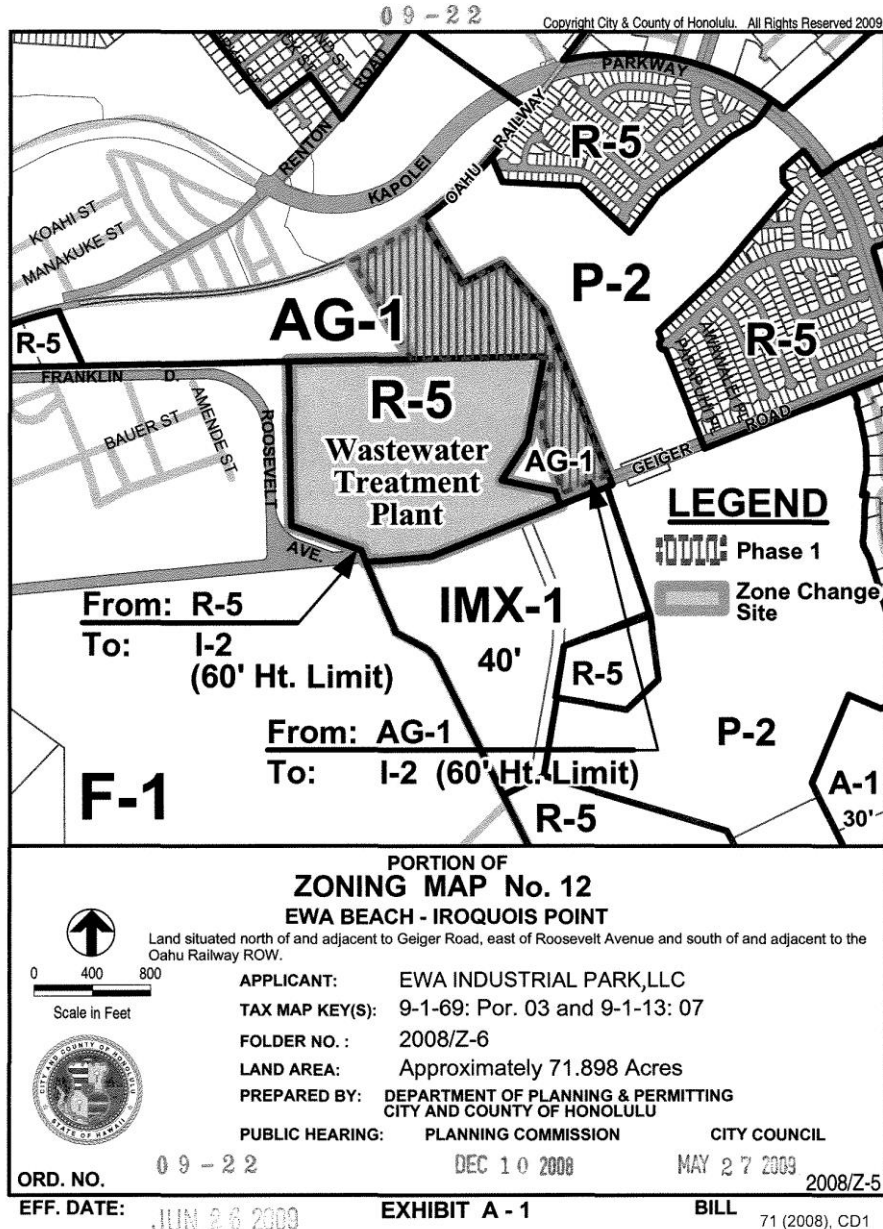 09-22
Copyright City & County of Honolulu. All Rights Reserved 2009
PARKWAY
RENTON ROAD
RAILWAY
R-5
KAPOLEI
OAHU
KOAHI ST
MANAKUKE ST
P-2
AG-1
R-5
R-5
FRANKLIN D.
AMENDE ST
ROOSEVELT
BAUER ST
R-5
Wastewater
Treatment
Plant
AG-1
GEIGER ROAD
LEGEND
Phase 1
Zone Change
Site
AVE.
From: R-5
To: I-2
(60' Ht. Limit)
IMX-1
40'
R-5
From: AG-1
To: I-2 (60' Ht. Limit)
P-2
F-1
R-5
A-1
30'
PORTION OF
ZONING MAP No. 12
EWA BEACH - IROQUOIS POINT
Land situated north of and adjacent to Geiger Road, east of Roosevelt Avenue and south of and adjacent to the
Oahu Railway ROW.
0 400 800
Scale in Feet
APPLICANT: EWA INDUSTRIAL PARK,LLC
TAX MAP KEY(S): 9-1-69: Por. 03 and 9-1-13: 07
FOLDER NO. : 2008/Z-6
LAND AREA: Approximately 71.898 Acres
PREPARED BY: DEPARTMENT OF PLANNING & PERMITTING
CITY AND COUNTY OF HONOLULU
CITY AND COUNTY OF HONOLULU
STATE OF HAWAII
PUBLIC HEARING: PLANNING COMMISSION CITY COUNCIL
ORD. NO. 09-22 DEC 10 2008 MAY 27 2009 2008/Z-5
EFF. DATE: JUN 26 2009 EXHIBIT A - 1 BILL 71 (2008), CD1